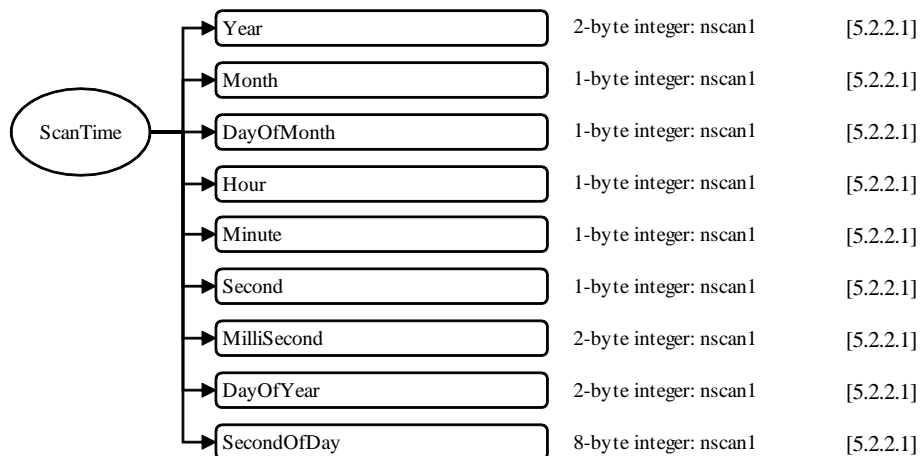 Year 2-byte integer: nscan1 [5.2.2.1]
Month 1-byte integer: nscan1 [5.2.2.1]
ScanTime DayOfMonth 1-byte integer: nscan1 [5.2.2.1]
Hour 1-byte integer: nscan1 [5.2.2.1]
Minute 1-byte integer: nscan1 [5.2.2.1]
Second 1-byte integer: nscan1 [5.2.2.1]
MilliSecond 2-byte integer: nscan1 [5.2.2.1]
DayOfYear 2-byte integer: nscan1 [5.2.2.1]
SecondOfDay 8-byte integer: nscan1 [5.2.2.1]